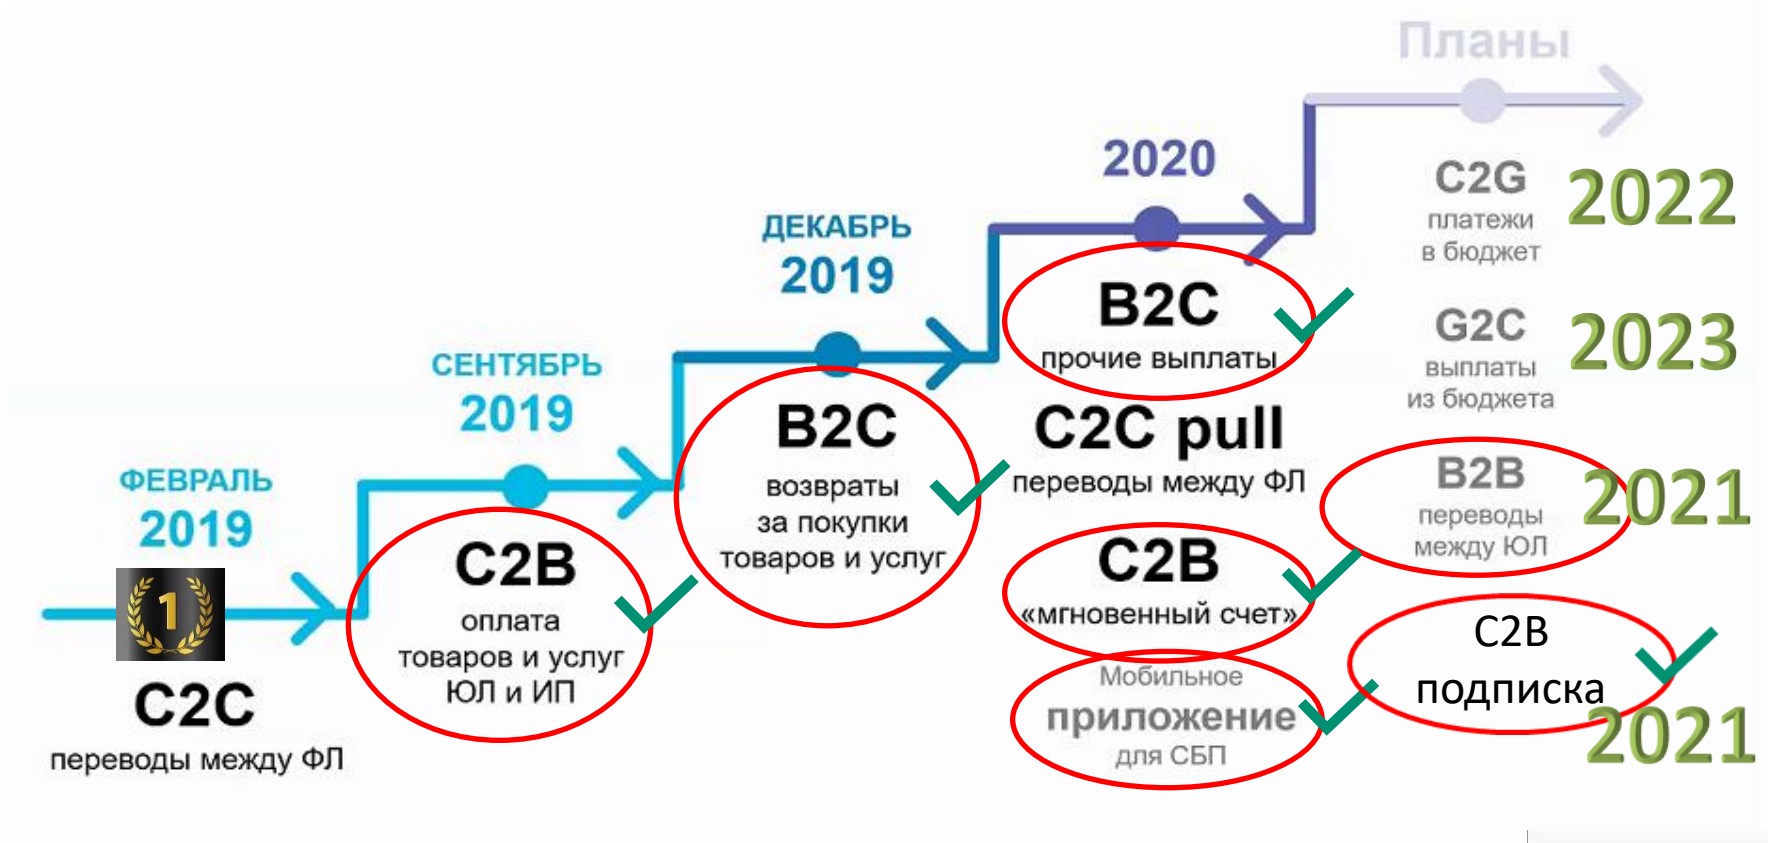 ФЕВРАЛЬ
2019
1
C2C
переводы между ФЛ
СЕНТЯБРЬ
2019
C2B
оплата
товаров и услуг
ЮЛ и ИП
ДЕКАБРЬ
2019
B2C
возвраты
за покупки
товаров и услуг
2020
B2C
прочие выплаты
C2C pull
переводы между ФЛ
C2B
«мгновенный счет»
Мобильное
приложение
для СБП
Планы
C2G 2022
платежи
в бюджет
G2C 2023
выплаты
из бюджета
B2B 2021
переводы
между ЮЛ
C2B
подписка
2021